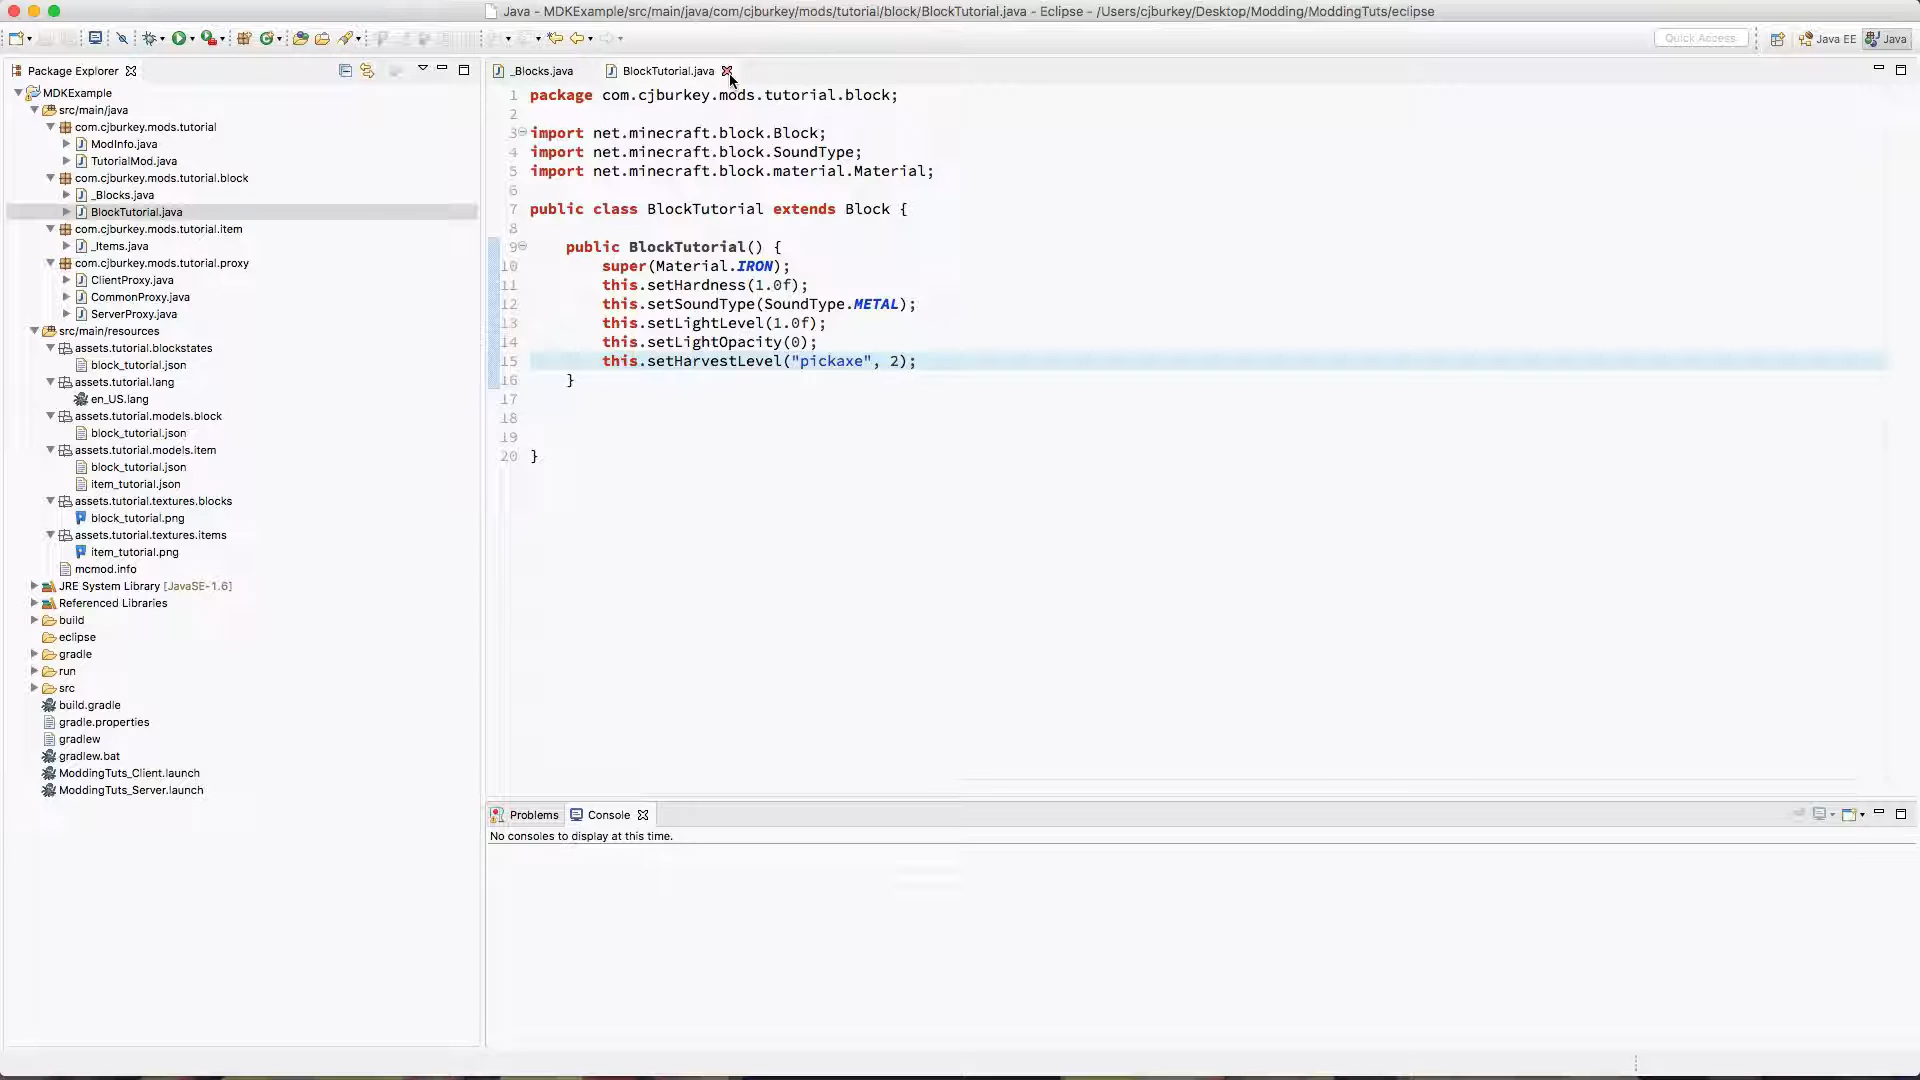 Java - MDKExample/src/main/java/com/cjburkey/mods/tutorial/block/BlockTutorial.java - Eclipse - /Users/cjburkey/Desktop/Modding/ModdingTuts/eclipse
Quick Access
Java EE
Java
Package Explorer
MDKExample
src/main/java
com.cjburkey.mods.tutorial
ModInfo.java
TutorialMod.java
com.cjburkey.mods.tutorial.block
_Blocks.java
BlockTutorial.java
com.cjburkey.mods.tutorial.item
_Items.java
com.cjburkey.mods.tutorial.proxy
ClientProxy.java
CommonProxy.java
ServerProxy.java
src/main/resources
assets.tutorial.blockstates
block_tutorial.json
assets.tutorial.lang
en_US.lang
assets.tutorial.models.block
block_tutorial.json
assets.tutorial.models.item
block_tutorial.json
item_tutorial.json
assets.tutorial.textures.blocks
block_tutorial.png
assets.tutorial.textures.items
item_tutorial.png
mcmod.info
JRE System Library [JavaSE-1.6]
Referenced Libraries
build
eclipse
gradle
run
src
build.gradle
gradle.properties
gradlew
gradlew.bat
ModdingTuts_Client.launch
ModdingTuts_Server.launch
_Blocks.java
BlockTutorial.java
1 package com.cjburkey.mods.tutorial.block;
2
3 import net.minecraft.block.Block;
4 import net.minecraft.block.SoundType;
5 import net.minecraft.block.material.Material;
6
7 public class BlockTutorial extends Block {
8
9 public BlockTutorial() {
10 super(Material.IRON);
11 this.setHardness(1.0f);
12 this.setSoundType(SoundType.METAL);
13 this.setLightLevel(1.0f);
14 this.setLightOpacity(0);
15 this.setHarvestLevel("pickaxe", 2);
16 }
17
18
19
20 }
Problems
Console
No consoles to display at this time.